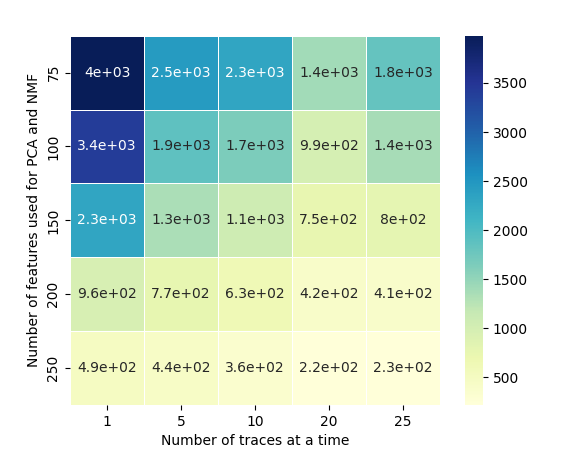 Number of features used for PCA and NMF
75 4e+03 2.5e+03 2.3e+03 1.4e+03 1.8e+03
100 3.4e+03 1.9e+03 1.7e+03 9.9e+02 1.4e+03
150 2.3e+03 1.3e+03 1.1e+03 7.5e+02 8e+02
200 9.6e+02 7.7e+02 6.3e+02 4.2e+02 4.1e+02
250 4.9e+02 4.4e+02 3.6e+02 2.2e+02 2.3e+02
1 5 10 20 25
Number of traces at a time
3500
3000
2500
2000
1500
1000
500